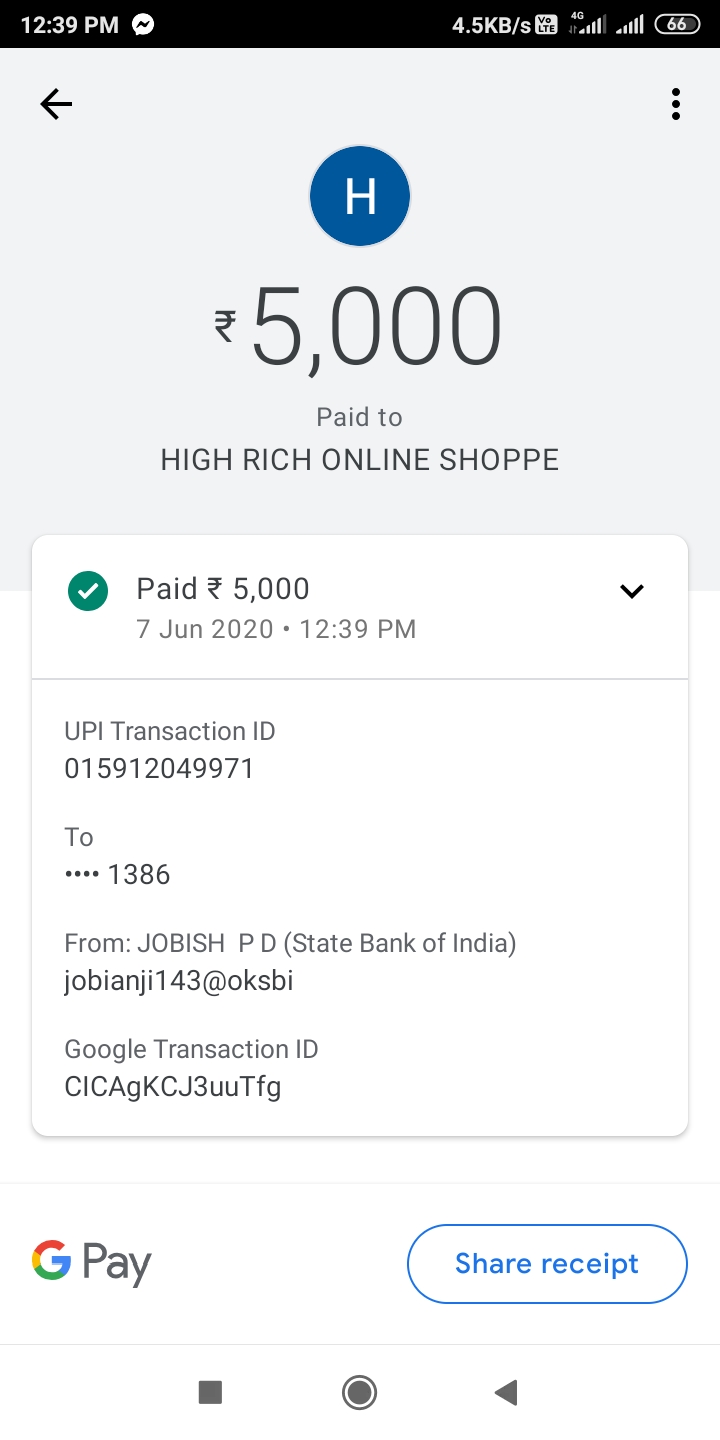 12:39 PM 4.5KB/s Vo LTE 4G 66
H
₹5,000
Paid to
HIGH RICH ONLINE SHOPPE
Paid ₹ 5,000
7 Jun 2020 • 12:39 PM
UPI Transaction ID
015912049971
To
•••• 1386
From: JOBISH  P D (State Bank of India)
jobianji143@oksbi
Google Transaction ID
CICAgKCJ3uuTfg
G Pay
Share receipt